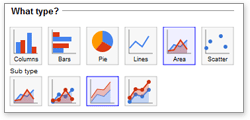 What type?
Columns Bars Pie Lines Area Scatter
Sub type